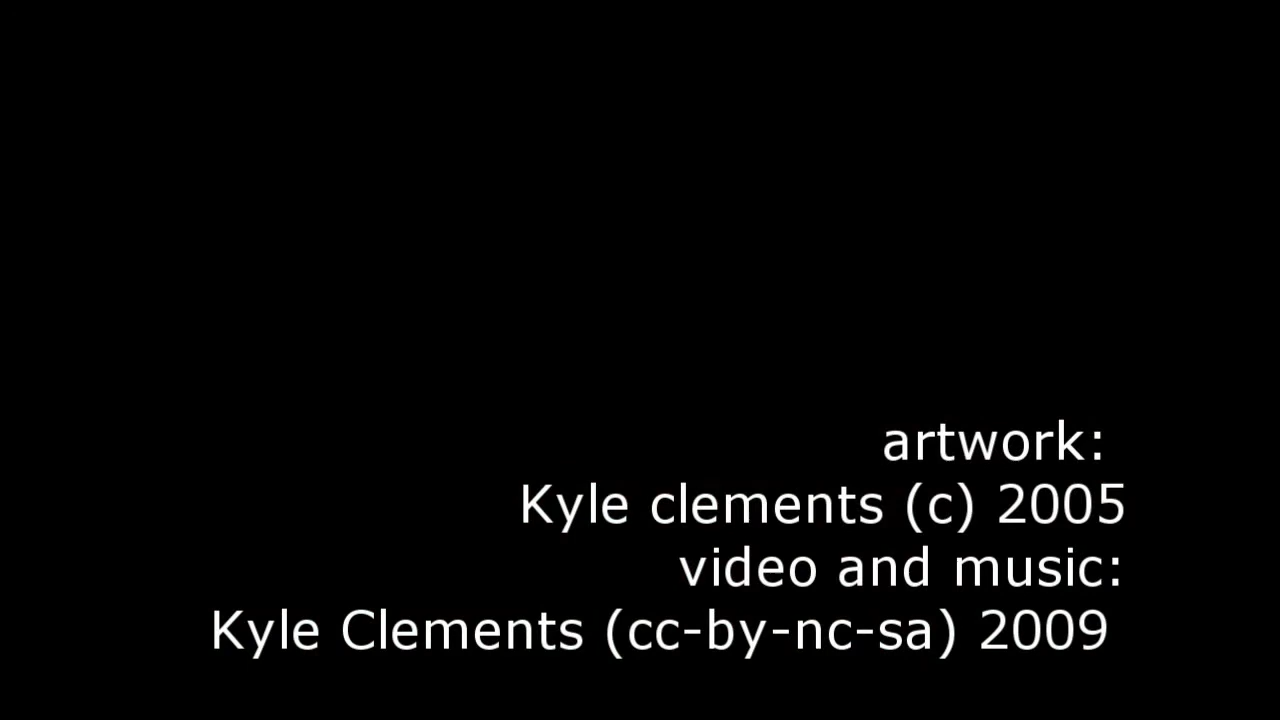 artwork:
Kyle clements (c) 2005
video and music:
Kyle Clements (cc-by-nc-sa) 2009